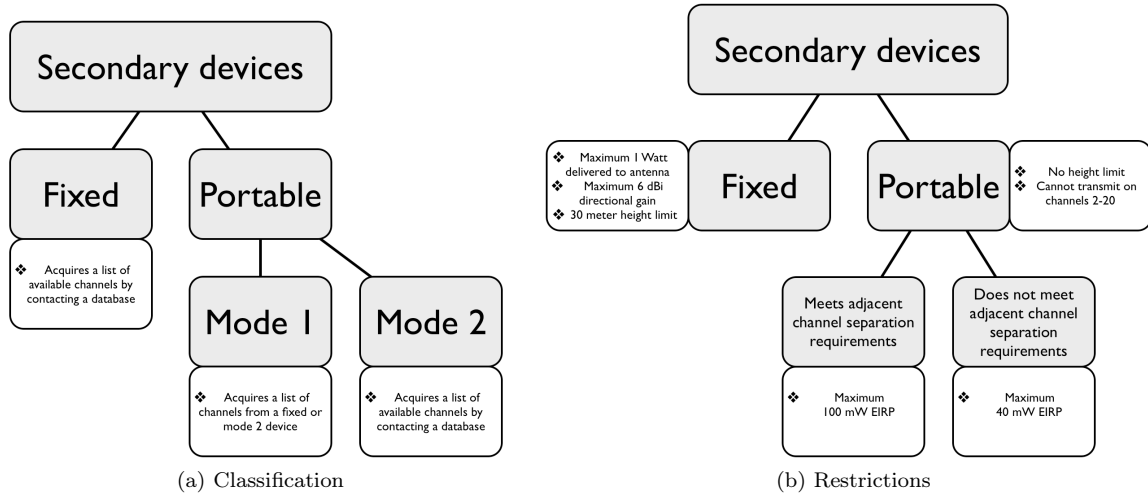 Secondary devices
Fixed
Portable
❖ Acquires a list of
available channels by
contacting a database
Mode 1
Mode 2
❖ Acquires a list of
channels from a fixed or
mode 2 device
❖ Acquires a list of
available channels by
contacting a database
(a) Classification
Secondary devices
❖ Maximum 1 Watt
delivered to antenna
❖ Maximum 6 dBi
directional gain
❖ 30 meter height limit
Fixed
Portable
❖ No height limit
❖ Cannot transmit on
channels 2-20
Meets adjacent
channel separation
requirements
Does not meet
adjacent channel
separation
requirements
❖ Maximum
100 mW EIRP
❖ Maximum
40 mW EIRP
(b) Restrictions